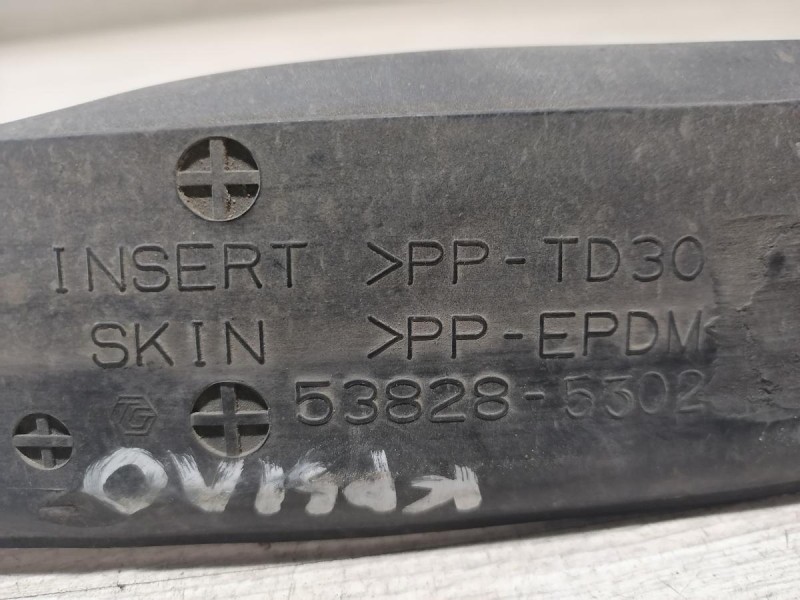 INSERT >PP-TD30
SKIN >PP-EPDM
53828-5302